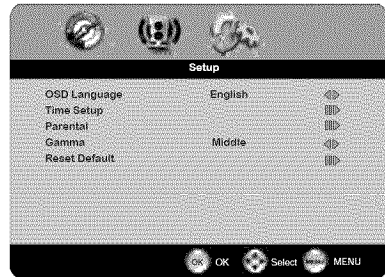 Setup
OSD Language English
Time Setup
Parental
Gamma Middle
Reset Default
OK OK Select MENU